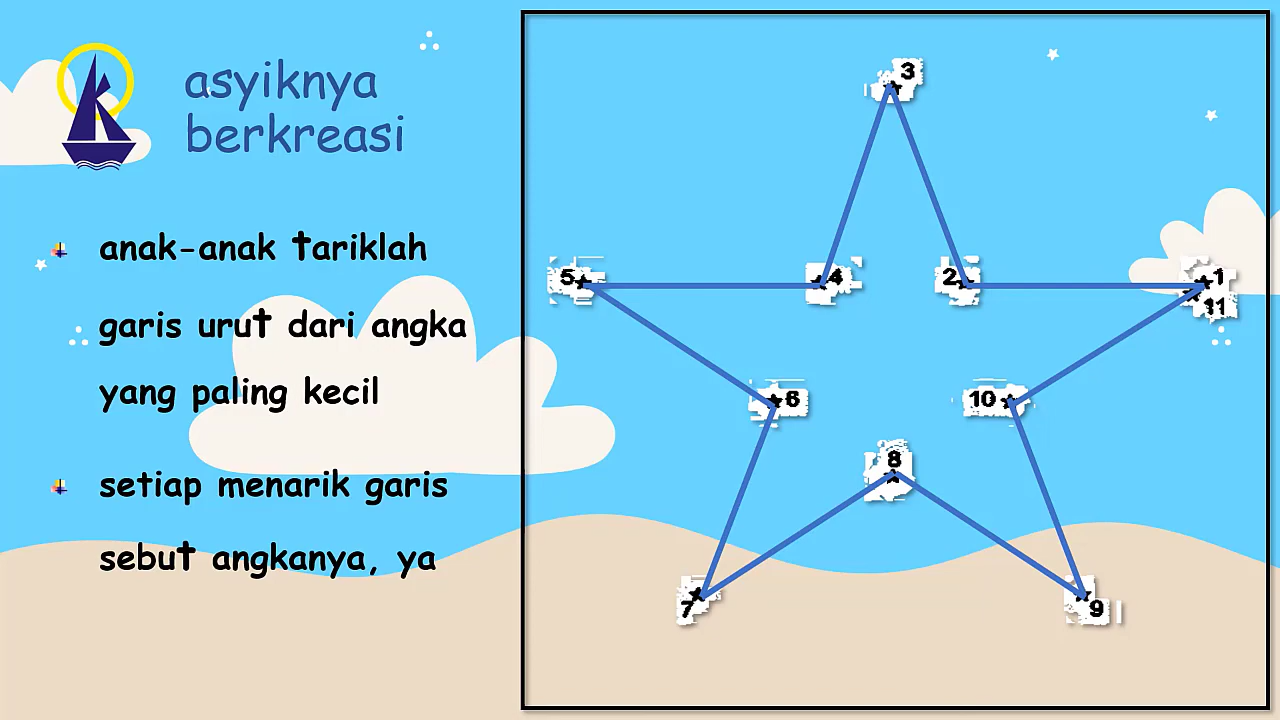 asyiknya
berkreasi
anak-anak tariklah
garis urut dari angka
yang paling kecil
setiap menarik garis
sebut angkanya, ya
3
5
4
2
1
11
6
10
8
7
9